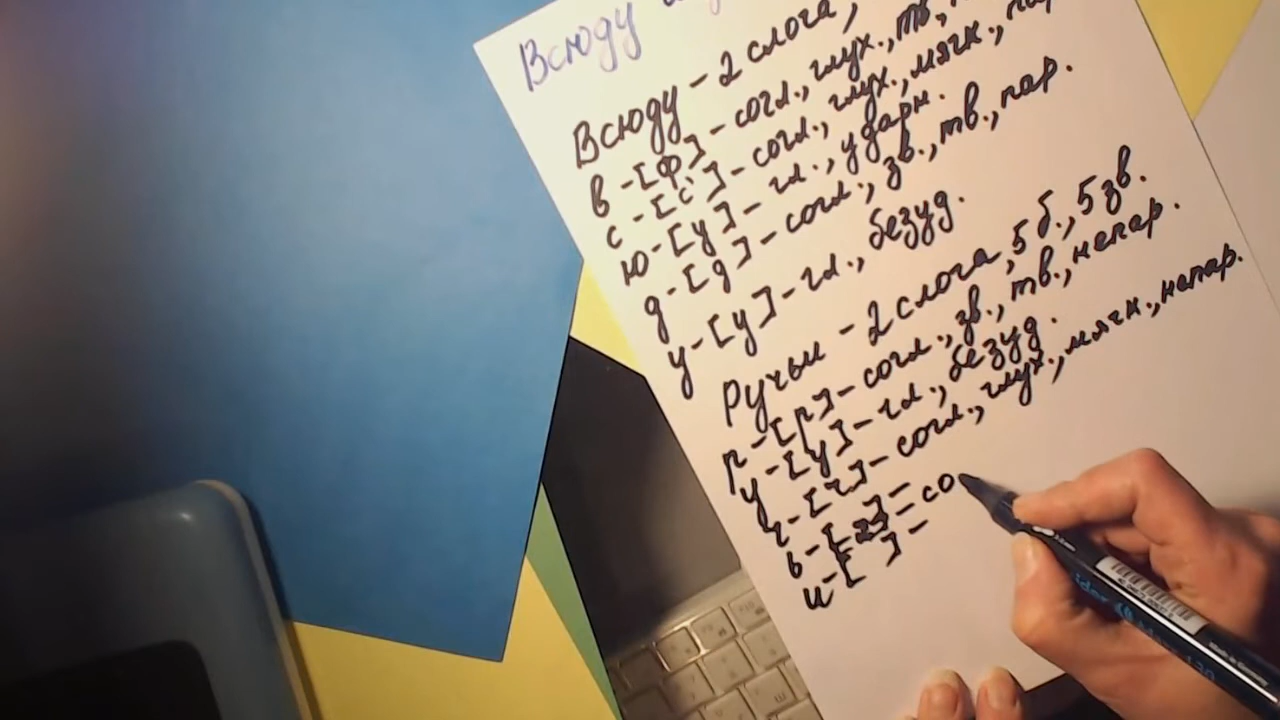 Всюду
Всюду - 2 слога,
в - [ф] - согл., глух., тв.,
с - [с'] - согл., глух., мягк., пар
ю - [у] - гл., ударн.
д - [д] - согл., зв., тв., пар.
у - [у] - гл., безуд.
Ручьи - 2 слога, 5 б., 5 зв.
р - [р] - согл., зв., тв., непар.
у - [у] - гл., безуд.
ч - [ч] - согл., глух., мягк., непар.
ь - [ ] -
и - [ ] - со